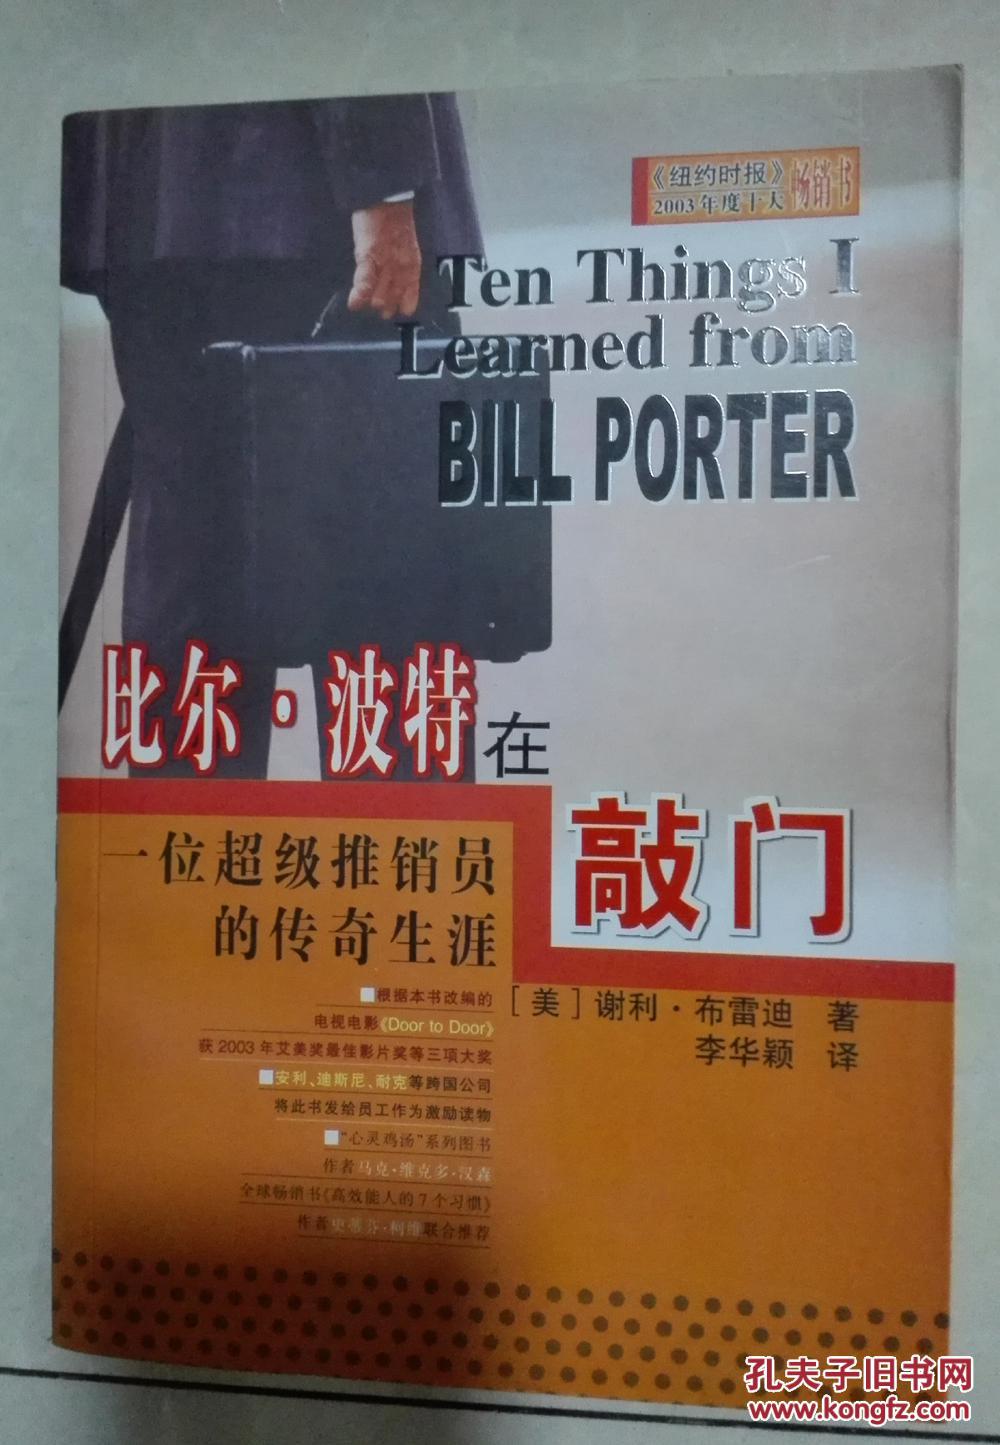 《纽约时报》
2003年度十大 畅销书
Ten Things I
Learned from
BILL PORTER
比尔·波特在
敲门
一位超级推销员
的传奇生涯
[美]谢利·布雷迪 著
李华颖 译
■根据本书改编的
电视电影《Door to Door》
获2003年艾美奖最佳影片奖等三项大奖
■安利、迪斯尼、耐克等跨国公司
将此书发给员工作为激励读物
■“心灵鸡汤”系列图书
作者马克·维克多·汉森
全球畅销书《高效能人的7个习惯》
作者史蒂芬·柯维联合推荐
孔夫子旧书网
www.kongfz.com